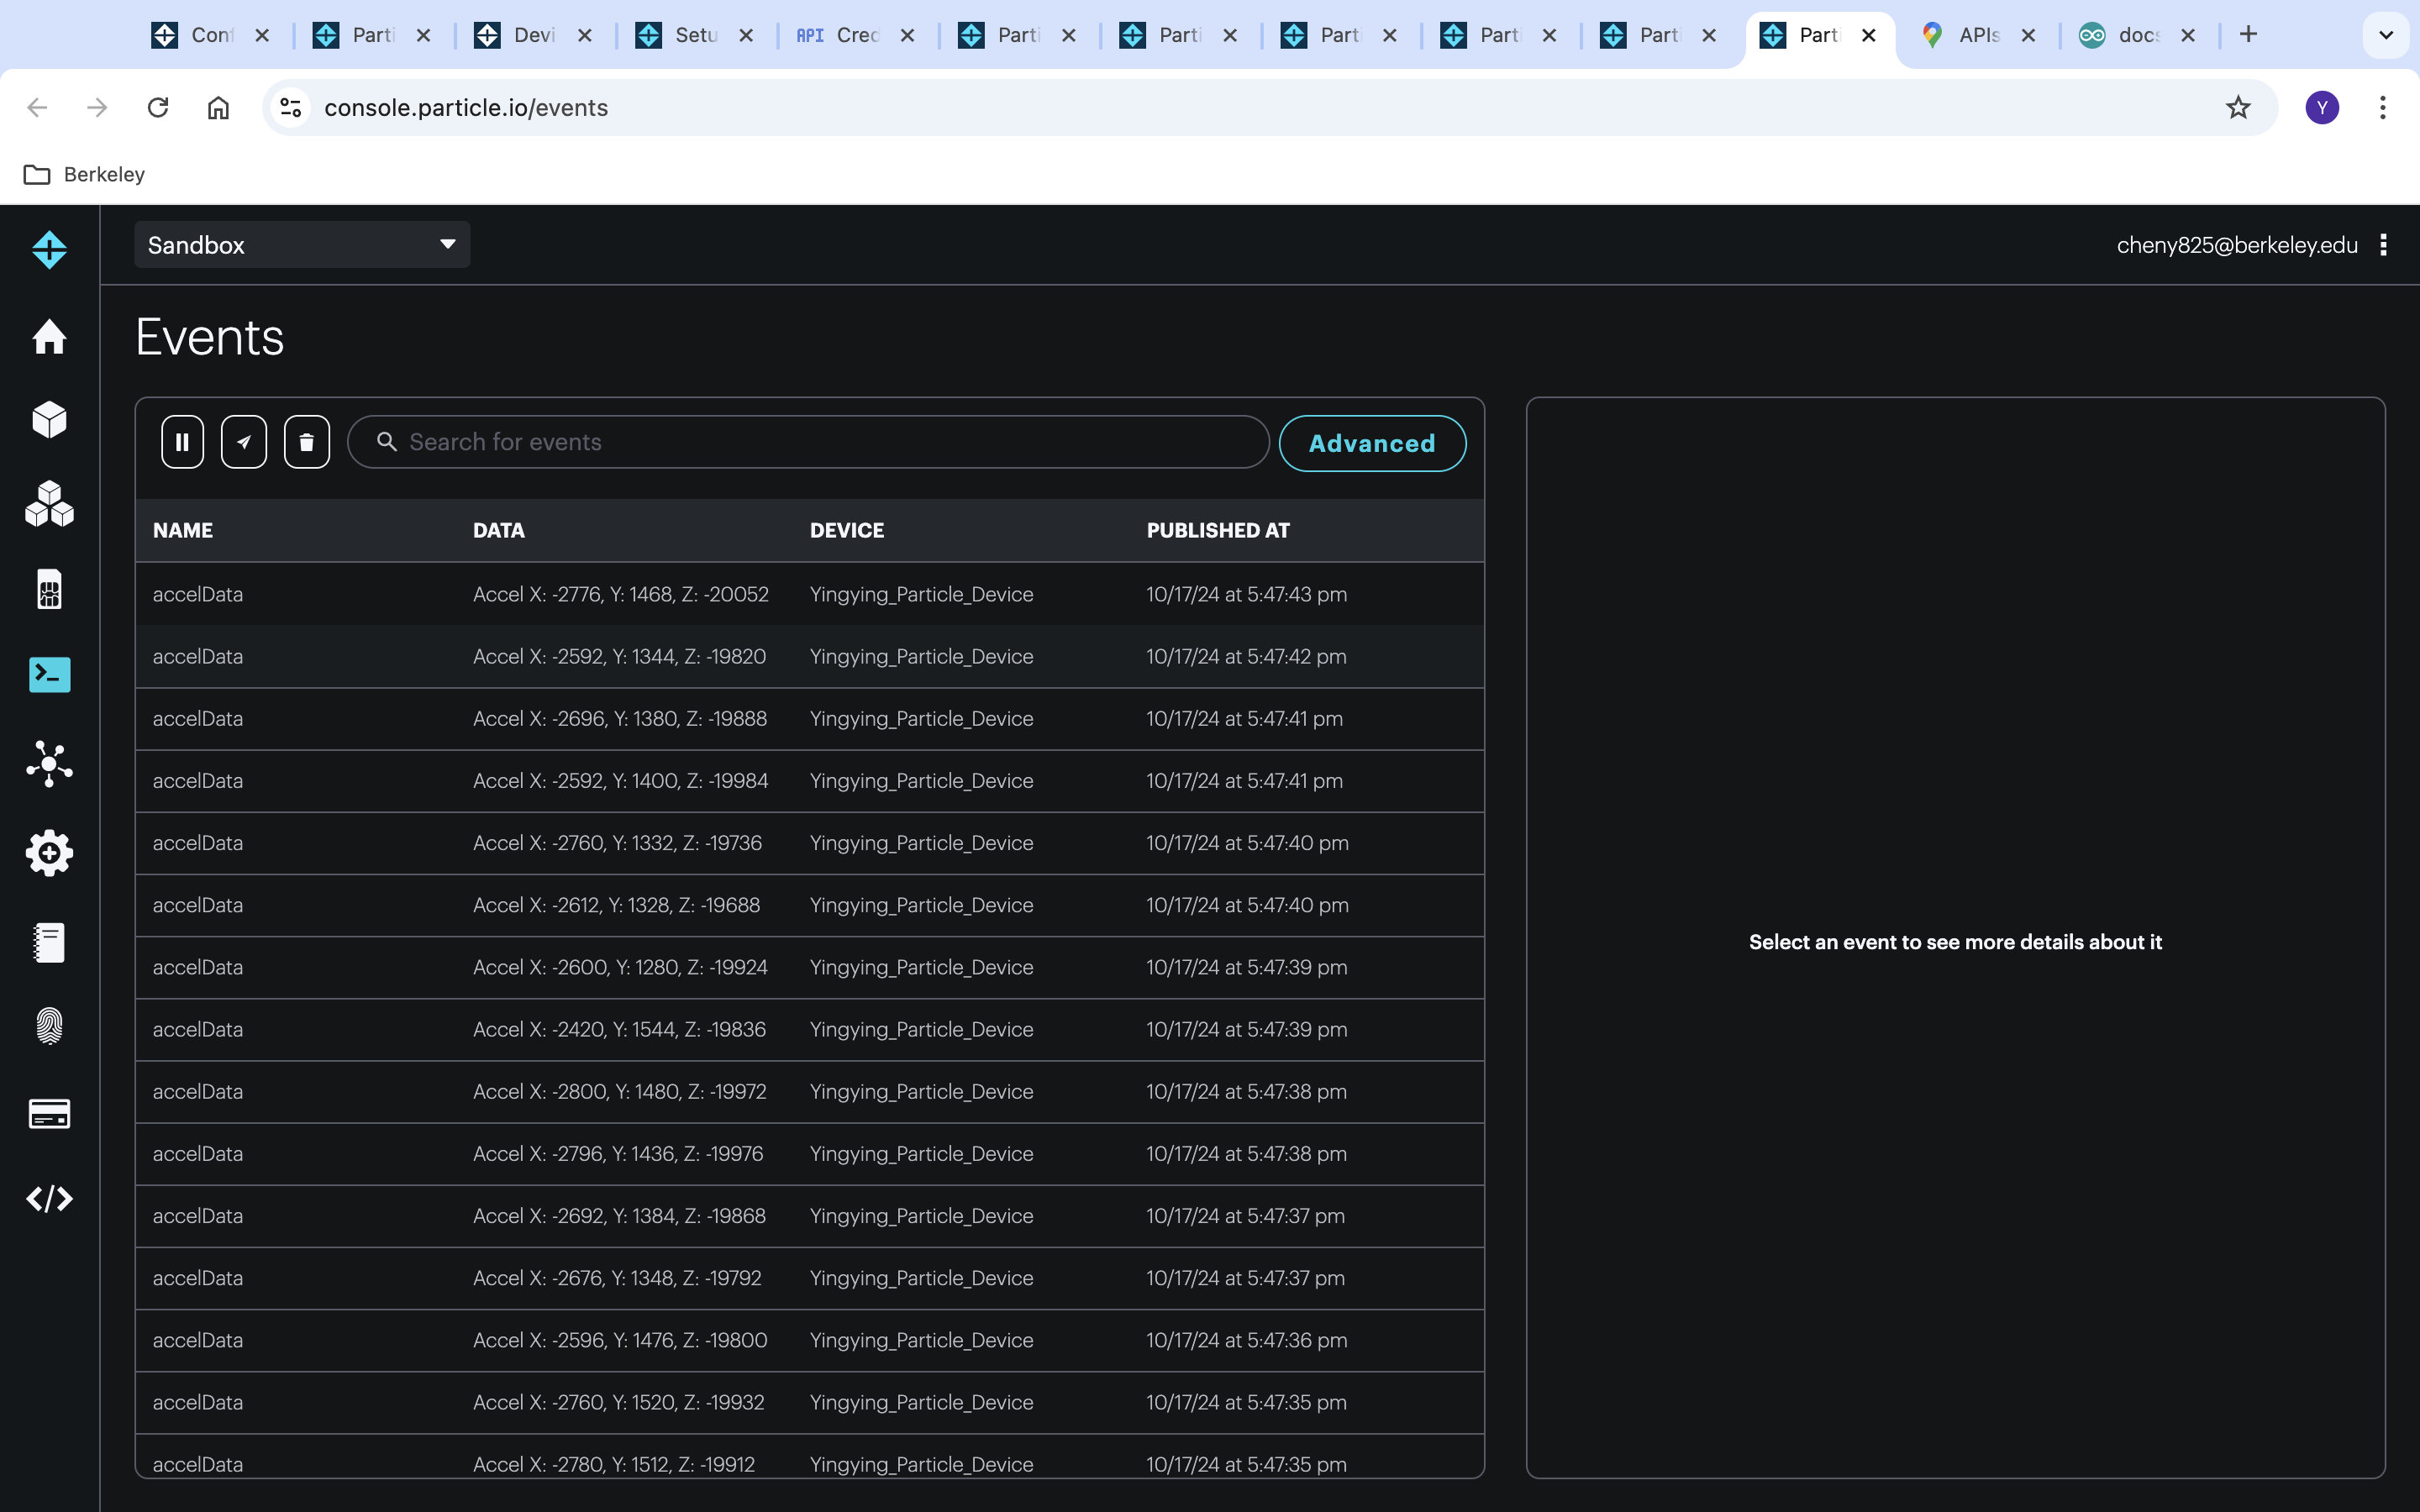 Conf
Parti
Devi
Setu
API Cred
Parti
Parti
Parti
Parti
Parti
Parti
APIs
docs
console.particle.io/events
Y
Berkeley
Sandbox
cheny825@berkeley.edu
Events
Search for events
Advanced
NAME DATA DEVICE PUBLISHED AT
accelData Accel X: -2776, Y: 1468, Z: -20052 Yingying_Particle_Device 10/17/24 at 5:47:43 pm
accelData Accel X: -2592, Y: 1344, Z: -19820 Yingying_Particle_Device 10/17/24 at 5:47:42 pm
accelData Accel X: -2696, Y: 1380, Z: -19888 Yingying_Particle_Device 10/17/24 at 5:47:41 pm
accelData Accel X: -2592, Y: 1400, Z: -19984 Yingying_Particle_Device 10/17/24 at 5:47:41 pm
accelData Accel X: -2760, Y: 1332, Z: -19736 Yingying_Particle_Device 10/17/24 at 5:47:40 pm
accelData Accel X: -2612, Y: 1328, Z: -19688 Yingying_Particle_Device 10/17/24 at 5:47:40 pm
accelData Accel X: -2600, Y: 1280, Z: -19924 Yingying_Particle_Device 10/17/24 at 5:47:39 pm
accelData Accel X: -2420, Y: 1544, Z: -19836 Yingying_Particle_Device 10/17/24 at 5:47:39 pm
accelData Accel X: -2800, Y: 1480, Z: -19972 Yingying_Particle_Device 10/17/24 at 5:47:38 pm
accelData Accel X: -2796, Y: 1436, Z: -19976 Yingying_Particle_Device 10/17/24 at 5:47:38 pm
accelData Accel X: -2692, Y: 1384, Z: -19868 Yingying_Particle_Device 10/17/24 at 5:47:37 pm
accelData Accel X: -2676, Y: 1348, Z: -19792 Yingying_Particle_Device 10/17/24 at 5:47:37 pm
accelData Accel X: -2596, Y: 1476, Z: -19800 Yingying_Particle_Device 10/17/24 at 5:47:36 pm
accelData Accel X: -2760, Y: 1520, Z: -19932 Yingying_Particle_Device 10/17/24 at 5:47:35 pm
accelData Accel X: -2780, Y: 1512, Z: -19912 Yingying_Particle_Device 10/17/24 at 5:47:35 pm
Select an event to see more details about it